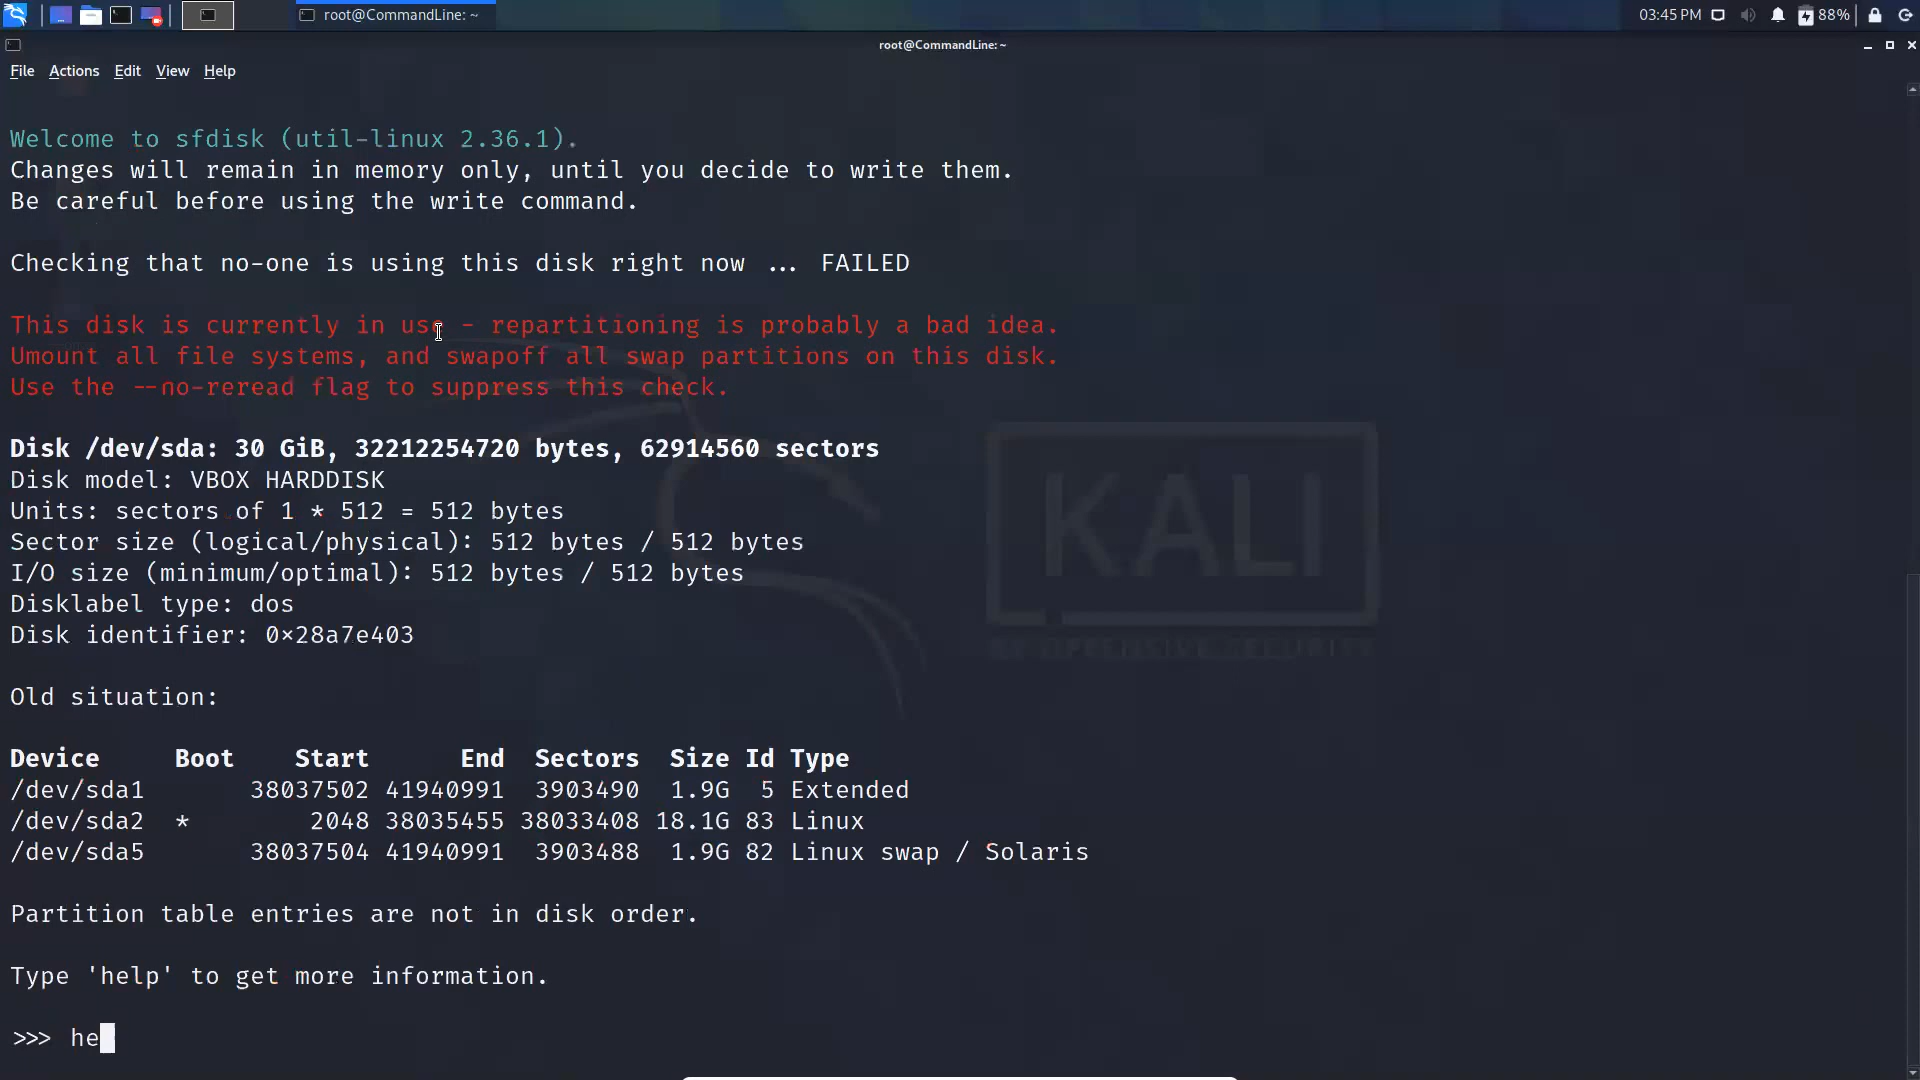 root@CommandLine: ~
03:45 PM
88%
root@CommandLine: ~
File Actions Edit View Help
Welcome to sfdisk (util-linux 2.36.1).
Changes will remain in memory only, until you decide to write them.
Be careful before using the write command.
Checking that no-one is using this disk right now ... FAILED
This disk is currently in use - repartitioning is probably a bad idea.
Umount all file systems, and swapoff all swap partitions on this disk.
Use the --no-reread flag to suppress this check.
Disk /dev/sda: 30 GiB, 32212254720 bytes, 62914560 sectors
Disk model: VBOX HARDDISK
Units: sectors of 1 * 512 = 512 bytes
Sector size (logical/physical): 512 bytes / 512 bytes
I/O size (minimum/optimal): 512 bytes / 512 bytes
Disklabel type: dos
Disk identifier: 0x28a7e403
Old situation:
Device Boot Start End Sectors Size Id Type
/dev/sda1 38037502 41940991 3903490 1.9G 5 Extended
/dev/sda2 * 2048 38035455 38033408 18.1G 83 Linux
/dev/sda5 38037504 41940991 3903488 1.9G 82 Linux swap / Solaris
Partition table entries are not in disk order.
Type 'help' to get more information.
>>> he
KALI
BY OFFENSIVE SECURITY